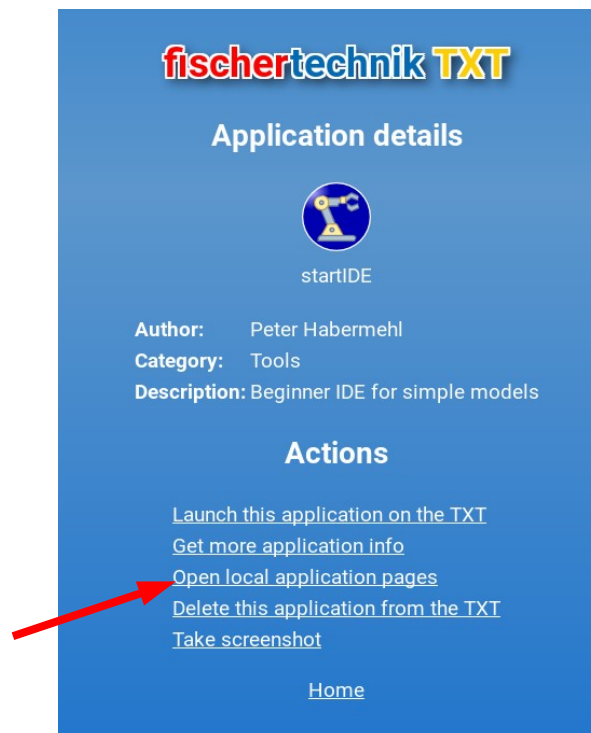 fischertechnik TXT
Application details
startIDE
Author: Peter Habermehl
Category: Tools
Description: Beginner IDE for simple models
Actions
Launch this application on the TXT
Get more application info
Open local application pages
Delete this application from the TXT
Take screenshot
Home